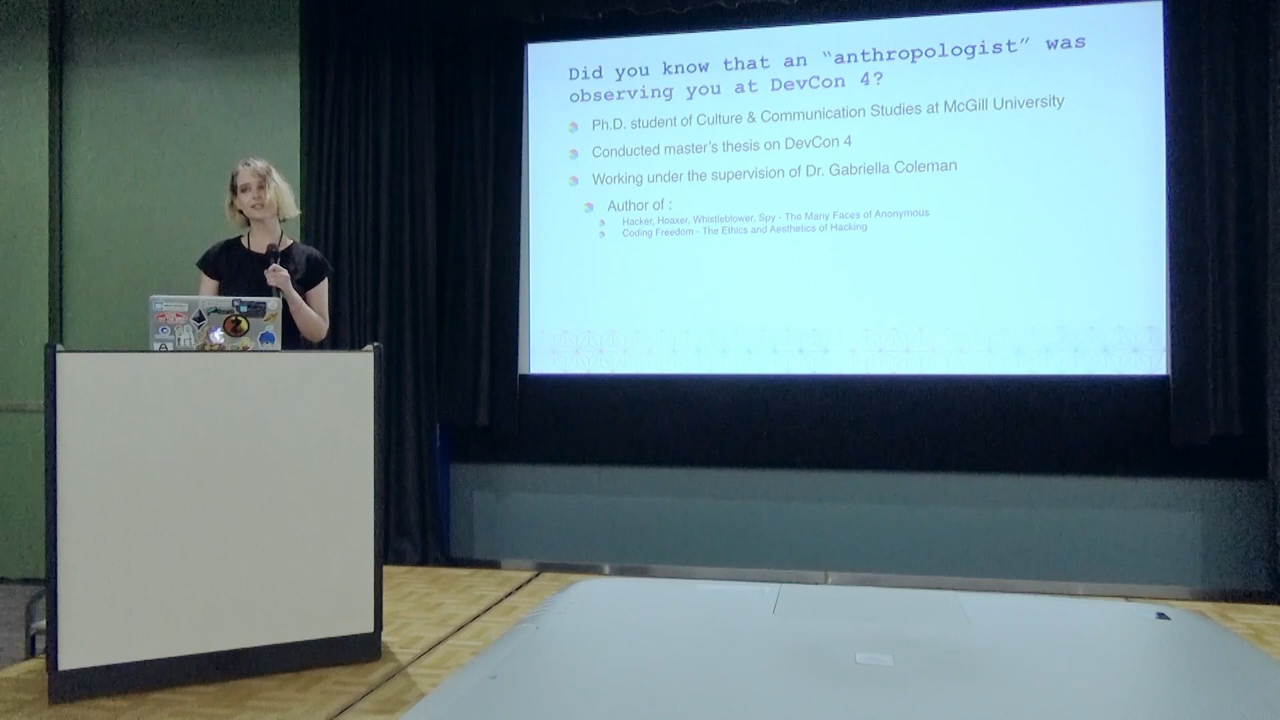 Did you know that an “anthropologist” was
observing you at DevCon 4?
Ph.D. student of Culture & Communication Studies at McGill University
Conducted master's thesis on DevCon 4
Working under the supervision of Dr. Gabriella Coleman
Author of :
Hacker, Hoaxer, Whistleblower, Spy - The Many Faces of Anonymous
Coding Freedom - The Ethics and Aesthetics of Hacking